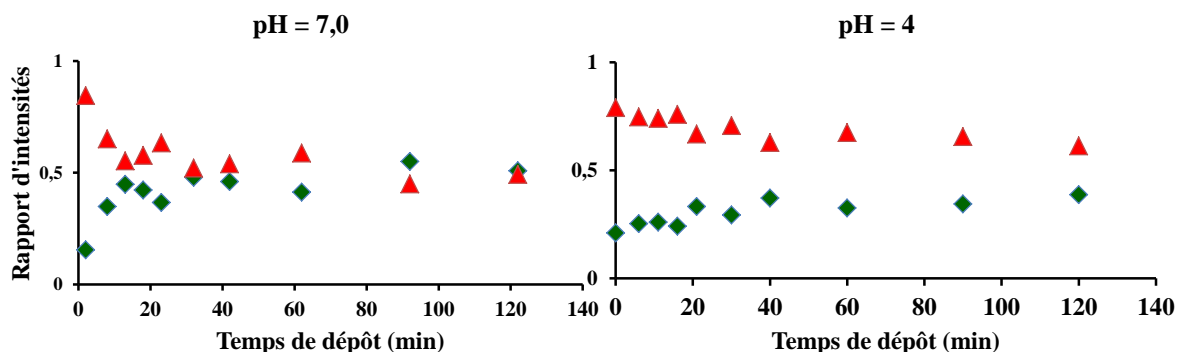 pH = 7,0
Rapport d'intensités
1
0,5
0
0 20 40 60 80 100 120 140
Temps de dépôt (min)
pH = 4
1
0,5
0
0 20 40 60 80 100 120 140
Temps de dépôt (min)